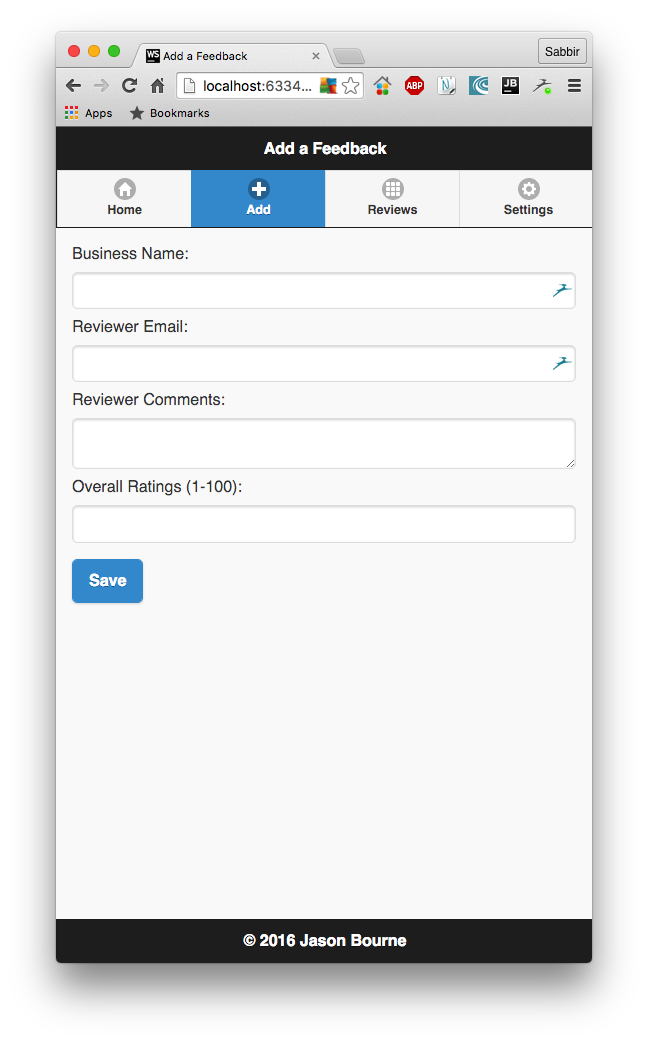 WS Add a Feedback
Sabbir
localhost:6334...
ABP
N
JB
Apps
Bookmarks
Add a Feedback
Home
Add
Reviews
Settings
Business Name:
Reviewer Email:
Reviewer Comments:
Overall Ratings (1-100):
Save
© 2016 Jason Bourne